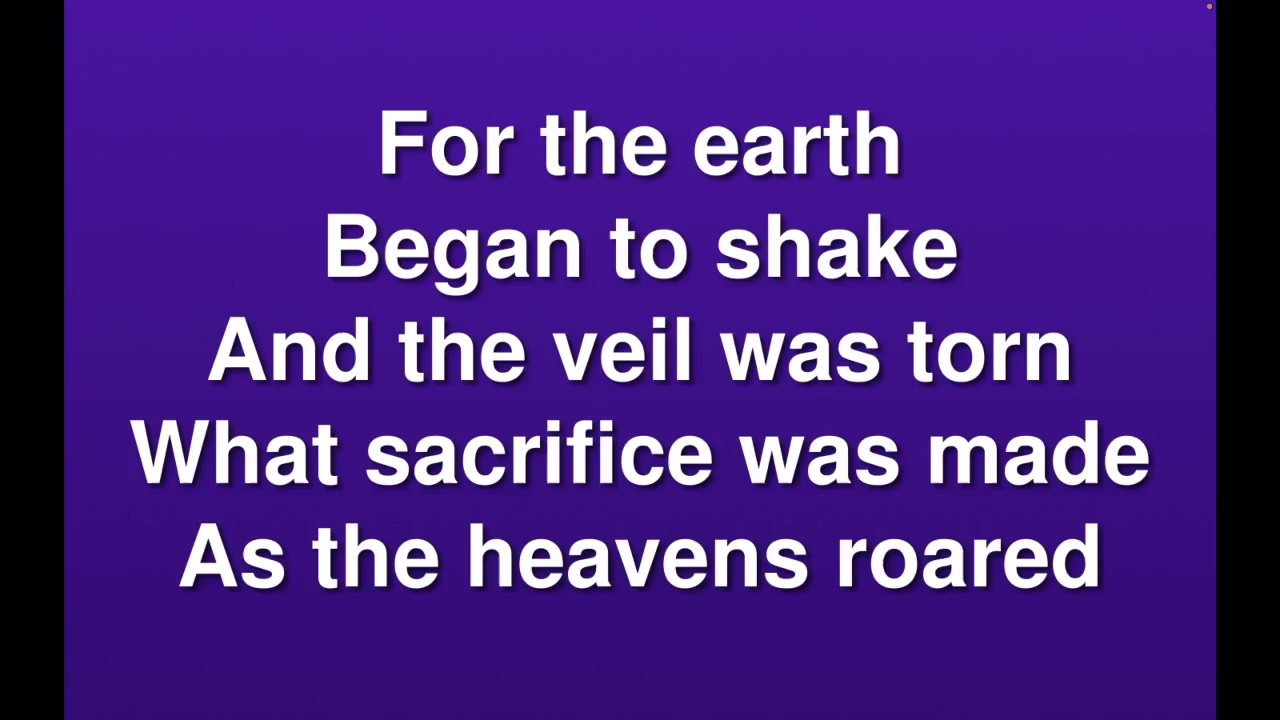 For the earth
Began to shake
And the veil was torn
What sacrifice was made
As the heavens roared